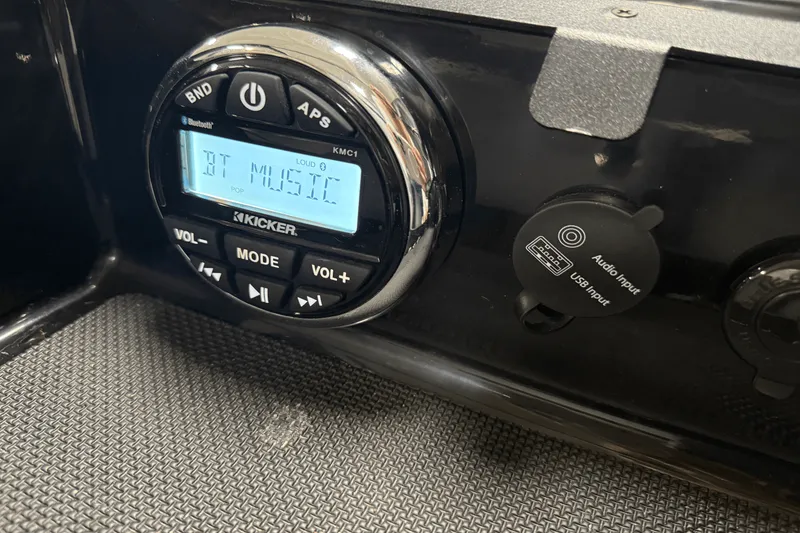 BND
APS
Bluetooth
KMC1
LOUD
BT MUSIC
POP
KICKER
VOL-
MODE
VOL+
Audio Input
USB Input